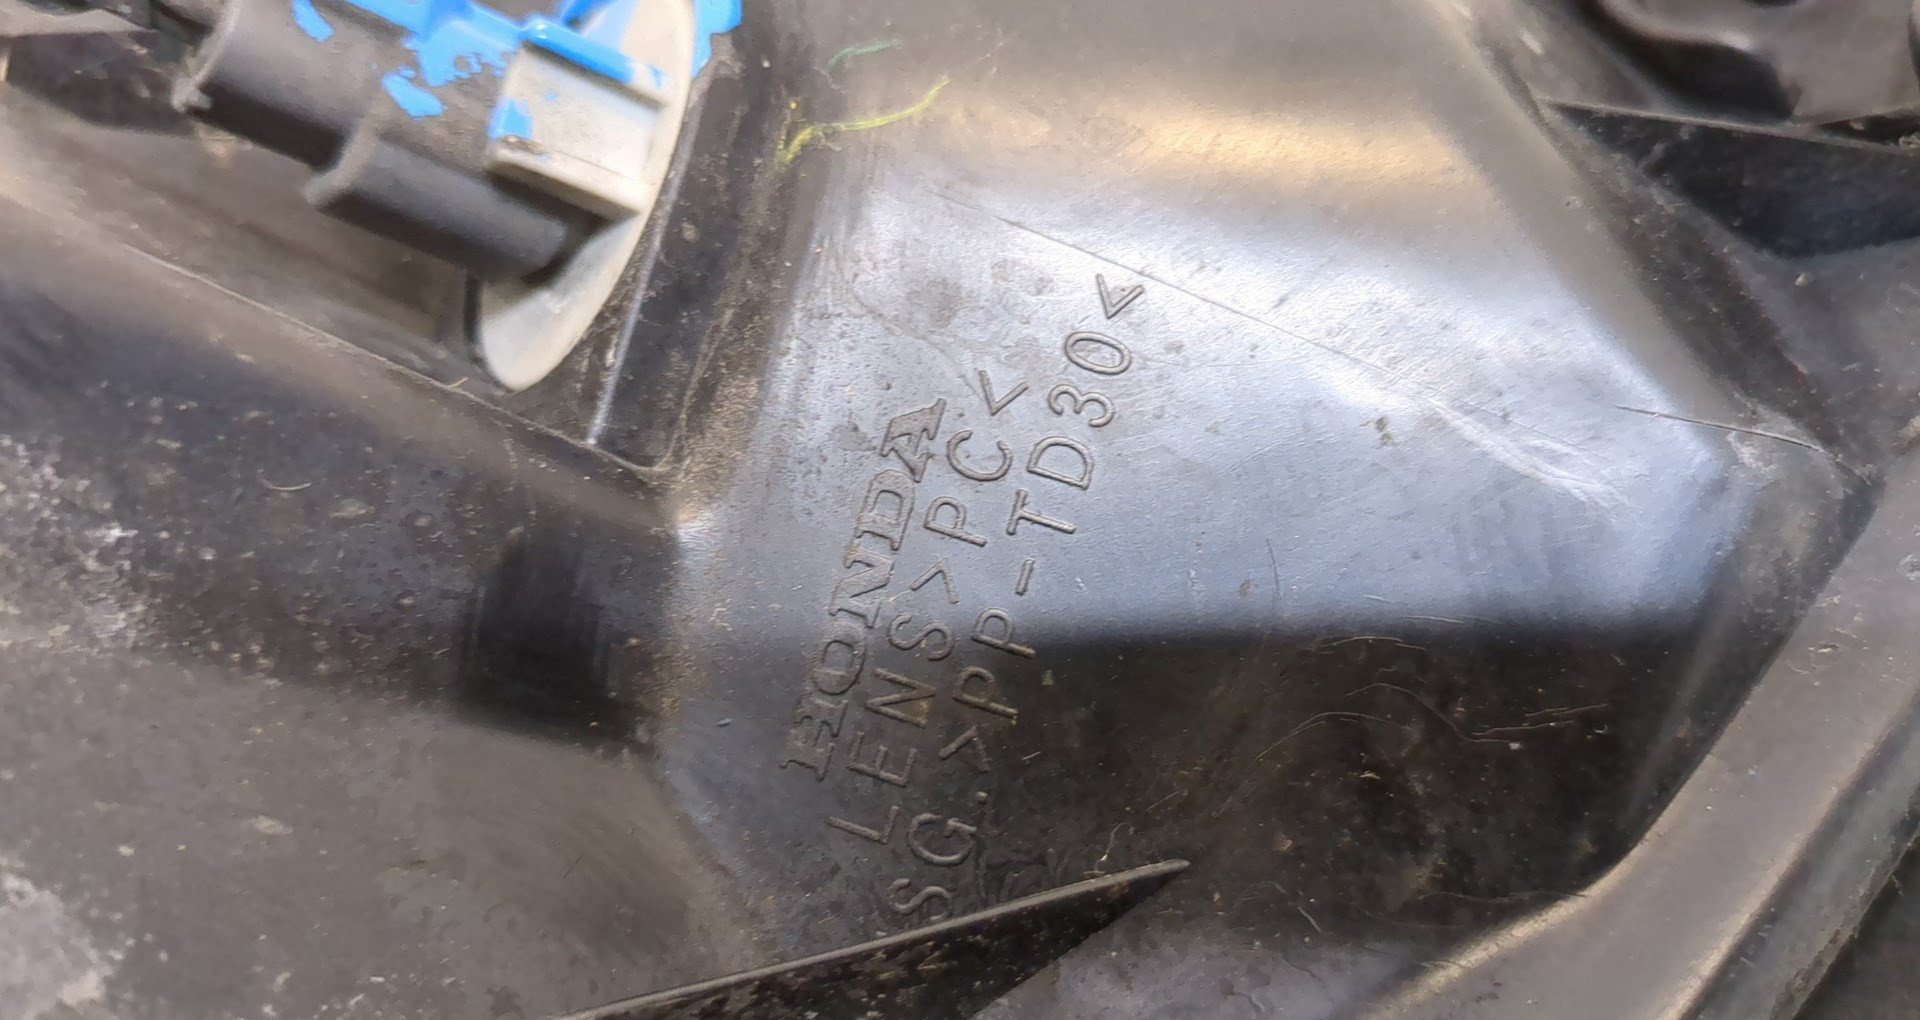 HONDA
LENS>PC<
SG.>PP-TD30<